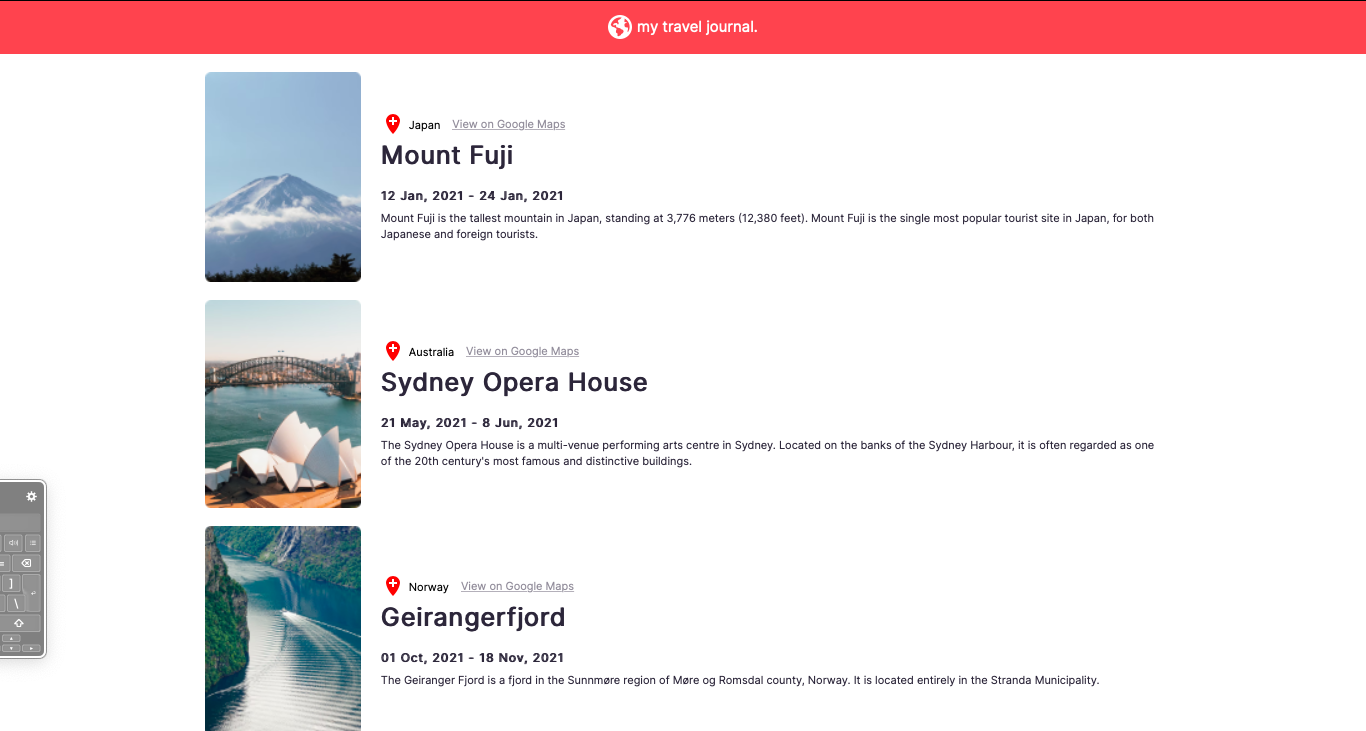 my travel journal.
Japan View on Google Maps
Mount Fuji
12 Jan, 2021 - 24 Jan, 2021
Mount Fuji is the tallest mountain in Japan, standing at 3,776 meters (12,380 feet). Mount Fuji is the single most popular tourist site in Japan, for both
Japanese and foreign tourists.
Australia View on Google Maps
Sydney Opera House
21 May, 2021 - 8 Jun, 2021
The Sydney Opera House is a multi-venue performing arts centre in Sydney. Located on the banks of the Sydney Harbour, it is often regarded as one
of the 20th century's most famous and distinctive buildings.
=
]
\
Norway View on Google Maps
Geirangerfjord
01 Oct, 2021 - 18 Nov, 2021
The Geiranger Fjord is a fjord in the Sunnmøre region of Møre og Romsdal county, Norway. It is located entirely in the Stranda Municipality.